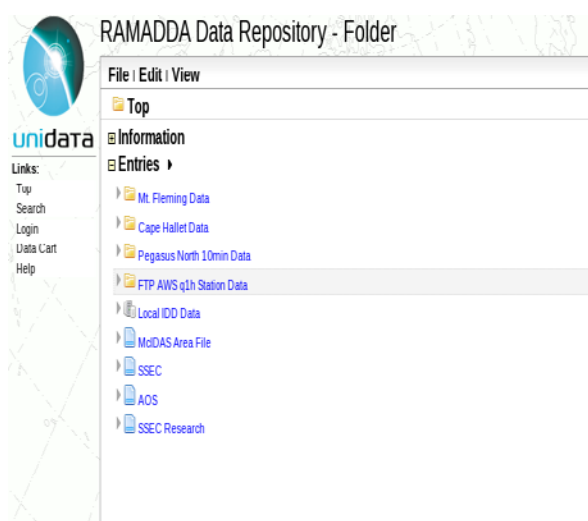 RAMADDA Data Repository - Folder
File | Edit | View
Top
unidata
Information
Entries
Links:
Top
Search
Login
Data Cart
Help
Mt. Fleming Data
Cape Hallet Data
Pegasus North 10min Data
FTP AWS q1h Station Data
Local IDD Data
McIDAS Area File
SSEC
AOS
SSEC Research